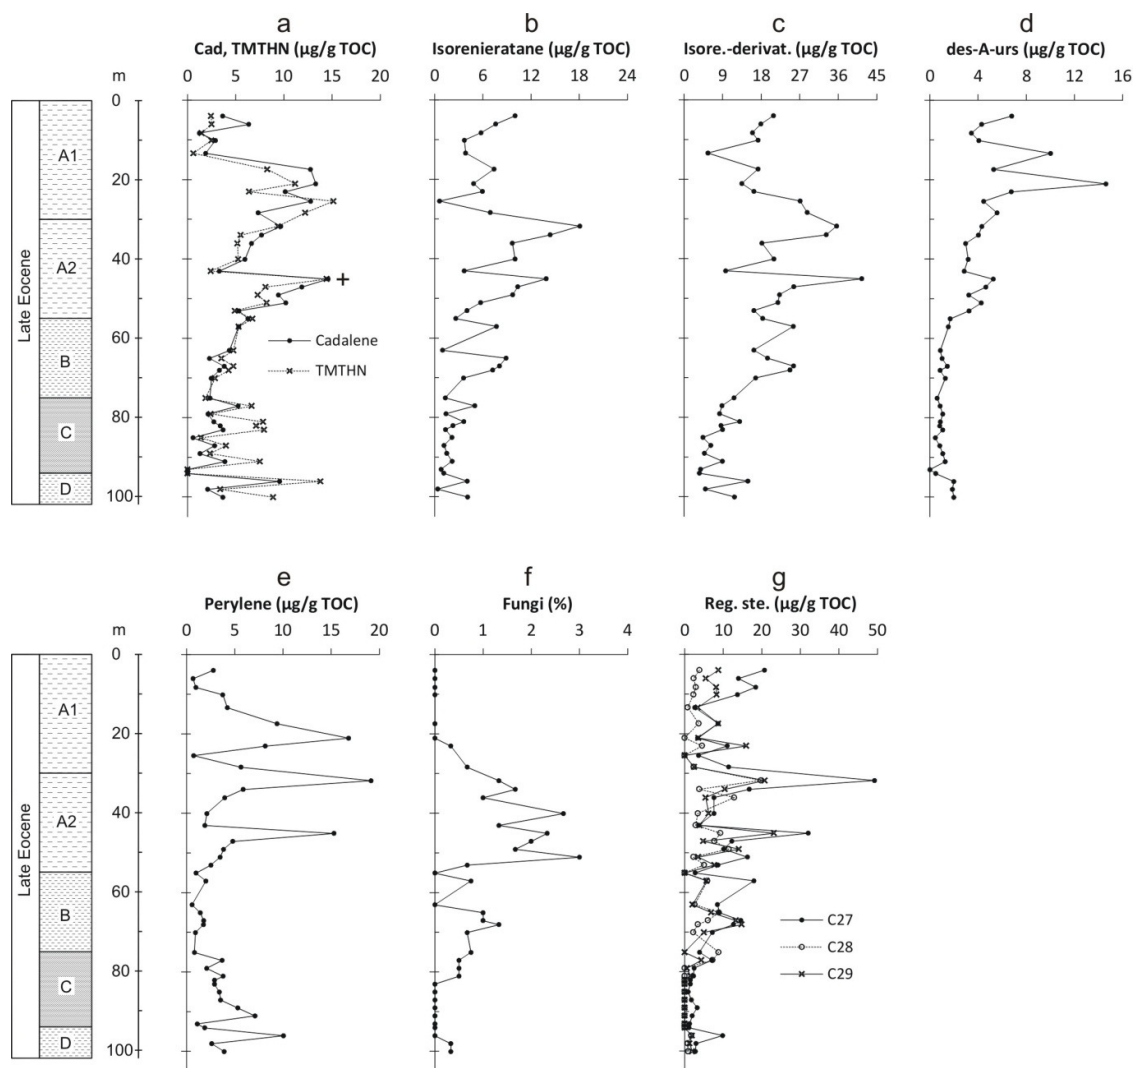 a b c d
Cad, TMTHN (µg/g TOC) Isorenieratane (µg/g TOC) Isore.-derivat. (µg/g TOC) des-A-urs (µg/g TOC)
m 0 5 10 15 20 0 6 12 18 24 0 9 18 27 36 45 0 4 8 12 16
0
A1
20
A2
40
Late Eocene
B
60
Cadalene
TMTHN
C
80
D
100
e f g
Perylene (µg/g TOC) Fungi (%) Reg. ste. (µg/g TOC)
m 0 5 10 15 20 0 1 2 3 4 0 10 20 30 40 50
0
A1
20
A2
40
Late Eocene
B
60
C27
C28
C29
C
80
D
100